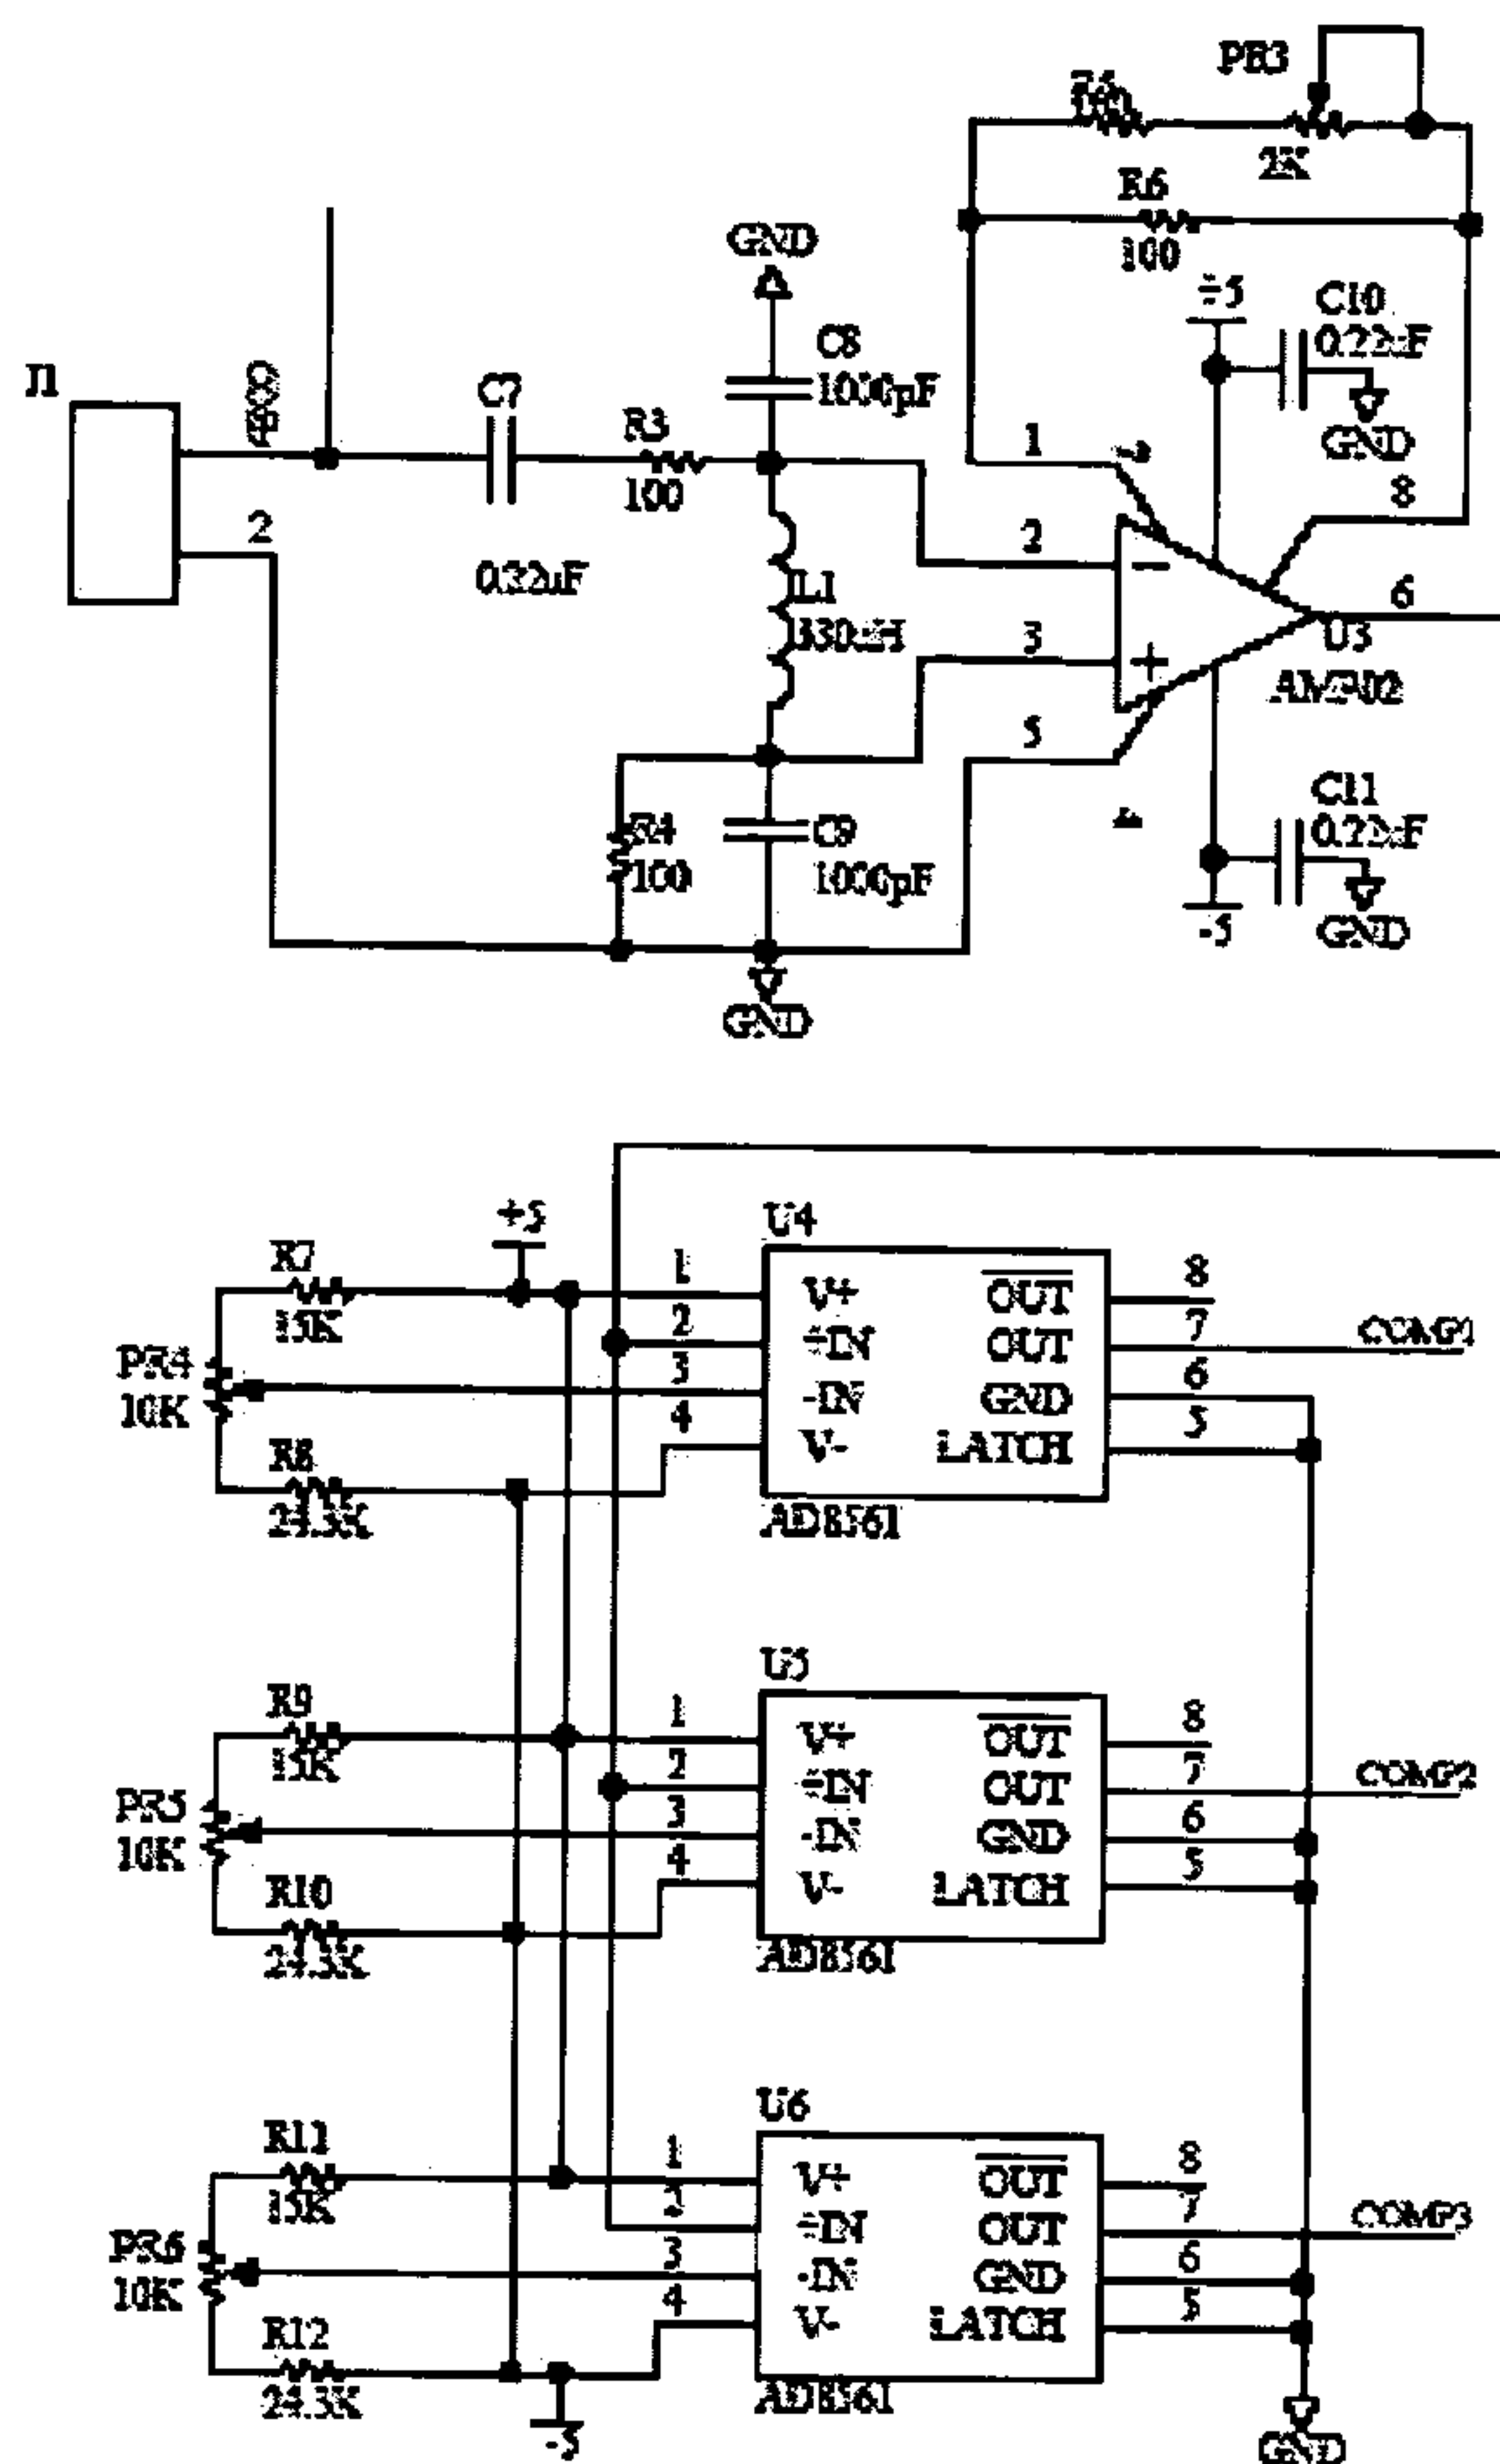 PR3
2K
R6
100
GND
+5
C10
0.22uF
C8
1000pF
J1
C7
R3
1
GND
100
8
2
2
0.22uF
L1
6
330uH
3
U3
AMP02
5
C11
R4
C9
0.22uF
100
1000pF
-5
GND
GND
+5
U4
R7
1
8
15K
V+
OUT
2
7
COMP1
PR4
+IN
OUT
3
6
10K
-IN
GND
4
5
R8
V-
LATCH
24.3K
AD8561
U5
R9
1
8
15K
V+
OUT
2
7
COMP2
PR5
+IN
OUT
3
6
10K
-IN
GND
4
5
R10
V-
LATCH
24.3K
AD8561
U6
R11
1
8
15K
V+
OUT
2
7
COMP3
PR6
+IN
OUT
3
6
10K
-IN
GND
4
5
R12
V-
LATCH
24.3K
AD8561
-5
GND